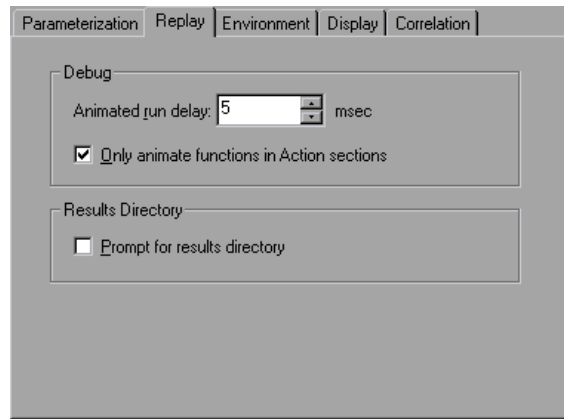 Parameterization Replay Environment Display Correlation
Debug
Animated run delay: 5 msec
Only animate functions in Action sections
Results Directory
Prompt for results directory